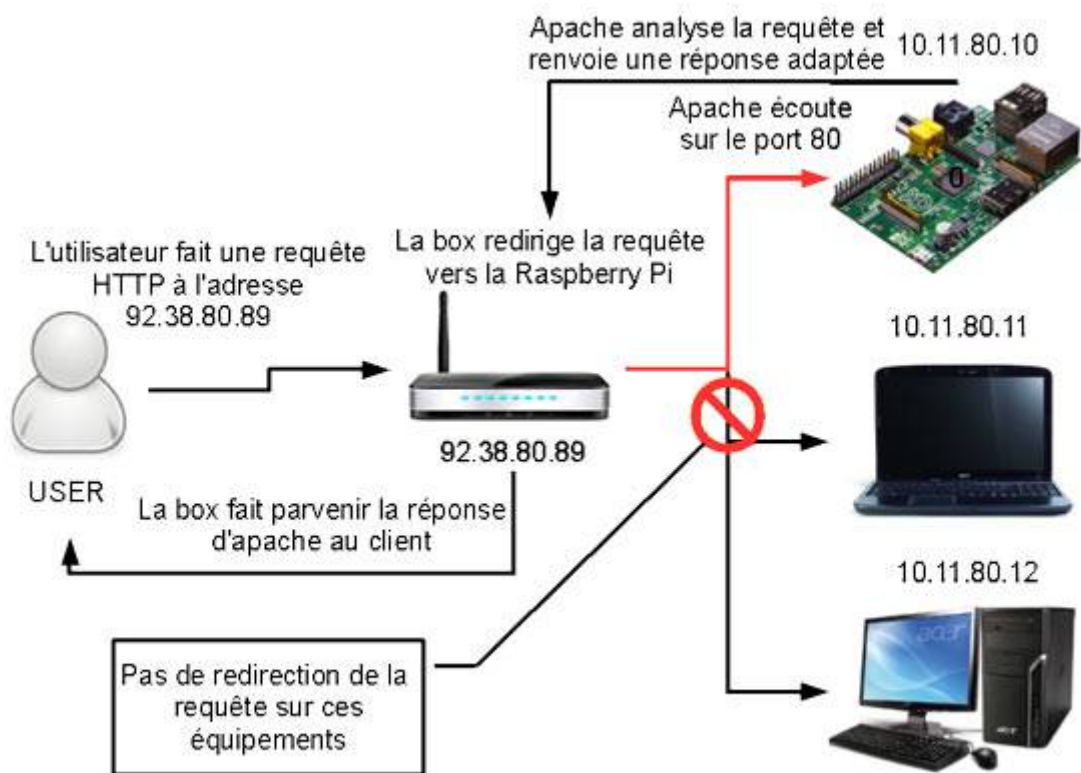 Apache analyse la requête et
renvoie une réponse adaptée
10.11.80.10
Apache écoute
sur le port 80
0
L'utilisateur fait une requête
HTTP à l'adresse
92.38.80.89
La box redirige la requête
vers la Raspberry Pi
10.11.80.11
92.38.80.89
USER
La box fait parvenir la réponse
d'apache au client
10.11.80.12
Pas de redirection de la
requête sur ces
équipements
acer